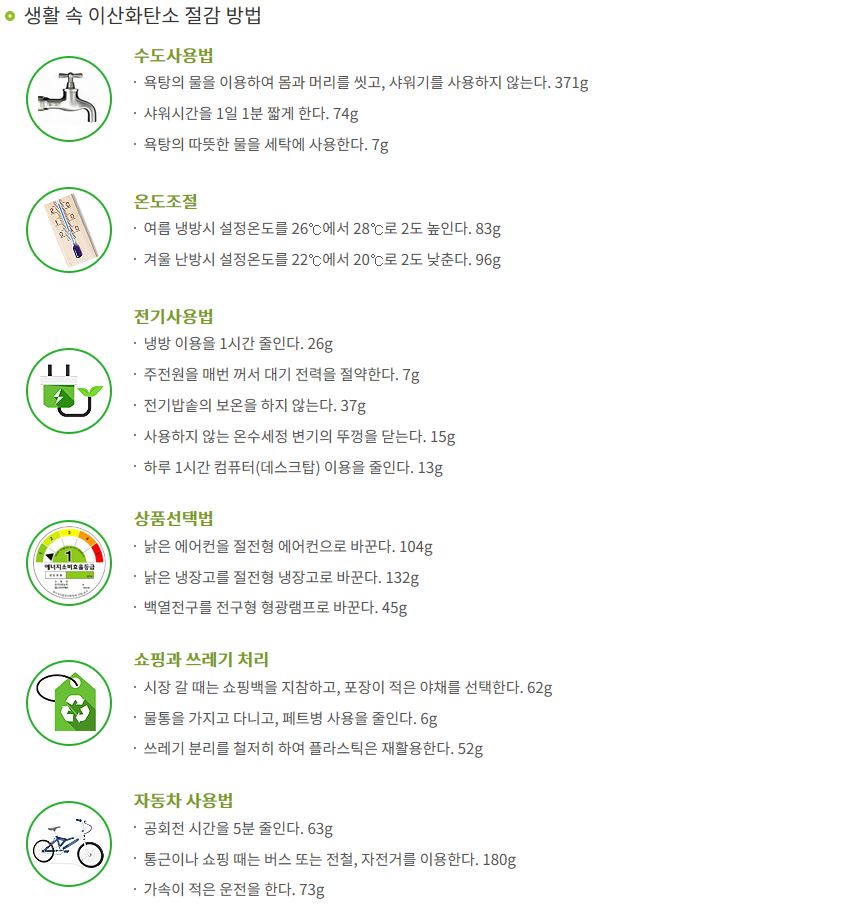 생활 속 이산화탄소 절감 방법
수도사용법
· 욕탕의 물을 이용하여 몸과 머리를 씻고, 샤워기를 사용하지 않는다. 371g
· 샤워시간을 1일 1분 짧게 한다. 74g
· 욕탕의 따뜻한 물을 세탁에 사용한다. 7g
온도조절
· 여름 냉방시 설정온도를 26℃에서 28℃로 2도 높인다. 83g
· 겨울 난방시 설정온도를 22℃에서 20℃로 2도 낮춘다. 96g
전기사용법
· 냉방 이용을 1시간 줄인다. 26g
· 주전원을 매번 꺼서 대기 전력을 절약한다. 7g
· 전기밥솥의 보온을 하지 않는다. 37g
· 사용하지 않는 온수세정 변기의 뚜껑을 닫는다. 15g
· 하루 1시간 컴퓨터(데스크탑) 이용을 줄인다. 13g
상품선택법
2 3 4
1
에너지소비효율등급
· 낡은 에어컨을 절전형 에어컨으로 바꾼다. 104g
· 낡은 냉장고를 절전형 냉장고로 바꾼다. 132g
· 백열전구를 전구형 형광램프로 바꾼다. 45g
쇼핑과 쓰레기 처리
· 시장 갈 때는 쇼핑백을 지참하고, 포장이 적은 야채를 선택한다. 62g
· 물통을 가지고 다니고, 페트병 사용을 줄인다. 6g
· 쓰레기 분리를 철저히 하여 플라스틱은 재활용한다. 52g
자동차 사용법
· 공회전 시간을 5분 줄인다. 63g
· 통근이나 쇼핑 때는 버스 또는 전철, 자전거를 이용한다. 180g
· 가속이 적은 운전을 한다. 73g